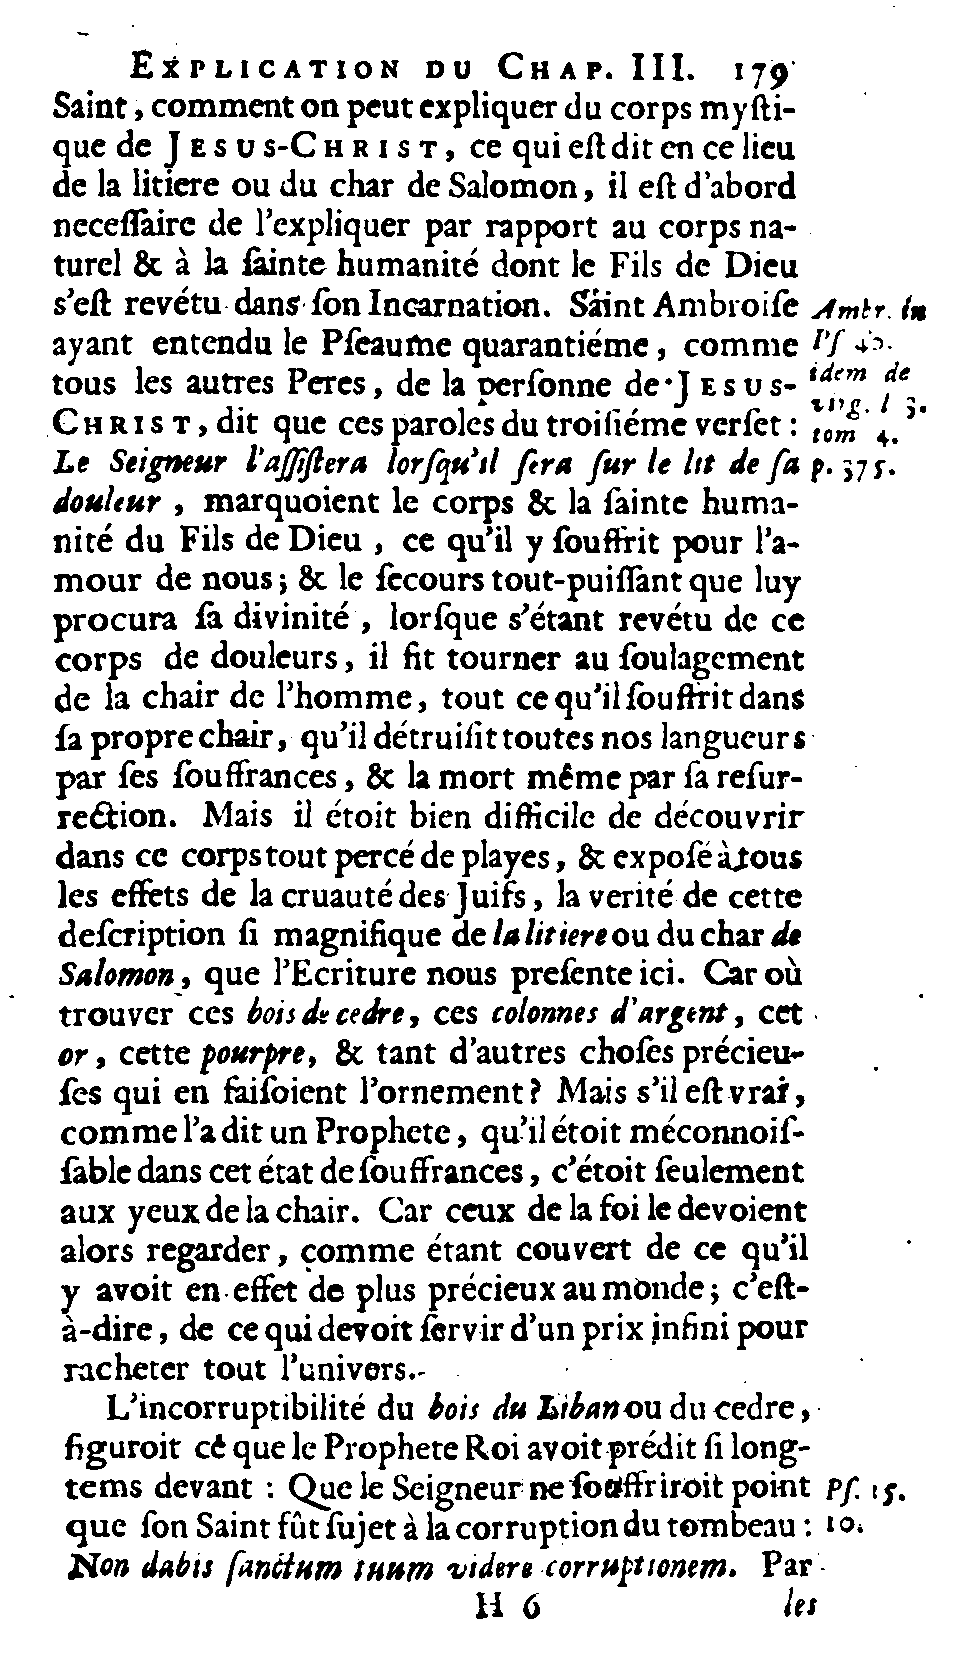 EXPLICATION DU CHAP. III. 179
Saint, comment on peut expliquer du corps myſti-
que de JESUS-CHRIST, ce qui eſt dit en ce lieu
de la litiere ou du char de Salomon, il eſt d'abord
neceſſaire de l'expliquer par rapport au corps na-
turel & à la ſainte humanité dont le Fils de Dieu
s'eſt revétu dans ſon Incarnation. Saint Ambroiſe
ayant entendu le Pſeaume quarantiéme, comme
tous les autres Peres, de la perſonne de JESUS-
CHRIST, dit que ces paroles du troiſiéme verſet :
Le Seigneur l'aſſiſtera lorſqu'il ſera ſur le lit de ſa
douleur, marquoient le corps & la ſainte huma-
nité du Fils de Dieu, ce qu'il y ſouffrit pour l'a-
mour de nous; & le ſecours tout-puiſſant que luy
procura ſa divinité, lorſque s'étant revétu de ce
corps de douleurs, il fit tourner au ſoulagement
de la chair de l'homme, tout ce qu'il ſouffrit dans
ſa propre chair, qu'il détruiſit toutes nos langueurs
par ſes ſouffrances, & la mort même par ſa reſur-
rection. Mais il étoit bien difficile de découvrir
dans ce corps tout percé de playes, & expoſé à tous
les effets de la cruauté des Juifs, la verité de cette
deſcription ſi magnifique de la litiere ou du char de
Salomon, que l'Ecriture nous preſente ici. Car où
trouver ces bois de cedre, ces colonnes d'argent, cet
or, cette pourpre, & tant d'autres choſes précieu-
ſes qui en faiſoient l'ornement? Mais s'il eſt vrai,
comme l'a dit un Prophete, qu'il étoit méconnoiſ-
ſable dans cet état de ſouffrances, c'étoit ſeulement
aux yeux de la chair. Car ceux de la foi le devoient
alors regarder, comme étant couvert de ce qu'il
y avoit en effet de plus précieux au monde; c'eſt-
à-dire, de ce qui devoit ſervir d'un prix infini pour
racheter tout l'univers.
L'incorruptibilité du bois du Liban ou du cedre,
figuroit ce que le Prophete Roi avoit prédit ſi long-
tems devant : Que le Seigneur ne ſouffriroit point
que ſon Saint fût ſujet à la corruption du tombeau :
Non dabis ſanctum tuum videre corruptionem. Par
H 6 les
Ambr. in
Pſ
idem de
l 3.
tom 4.
p. 375.
Pſ. 15.
10.